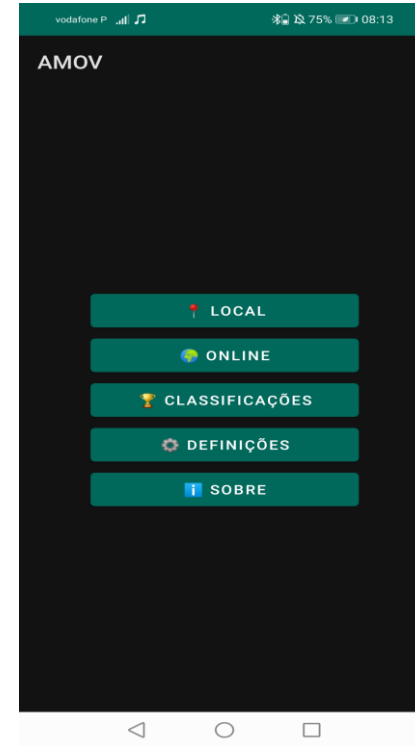 vodafone P 75% 08:13
AMOV
LOCAL
ONLINE
CLASSIFICAÇÕES
DEFINIÇÕES
SOBRE